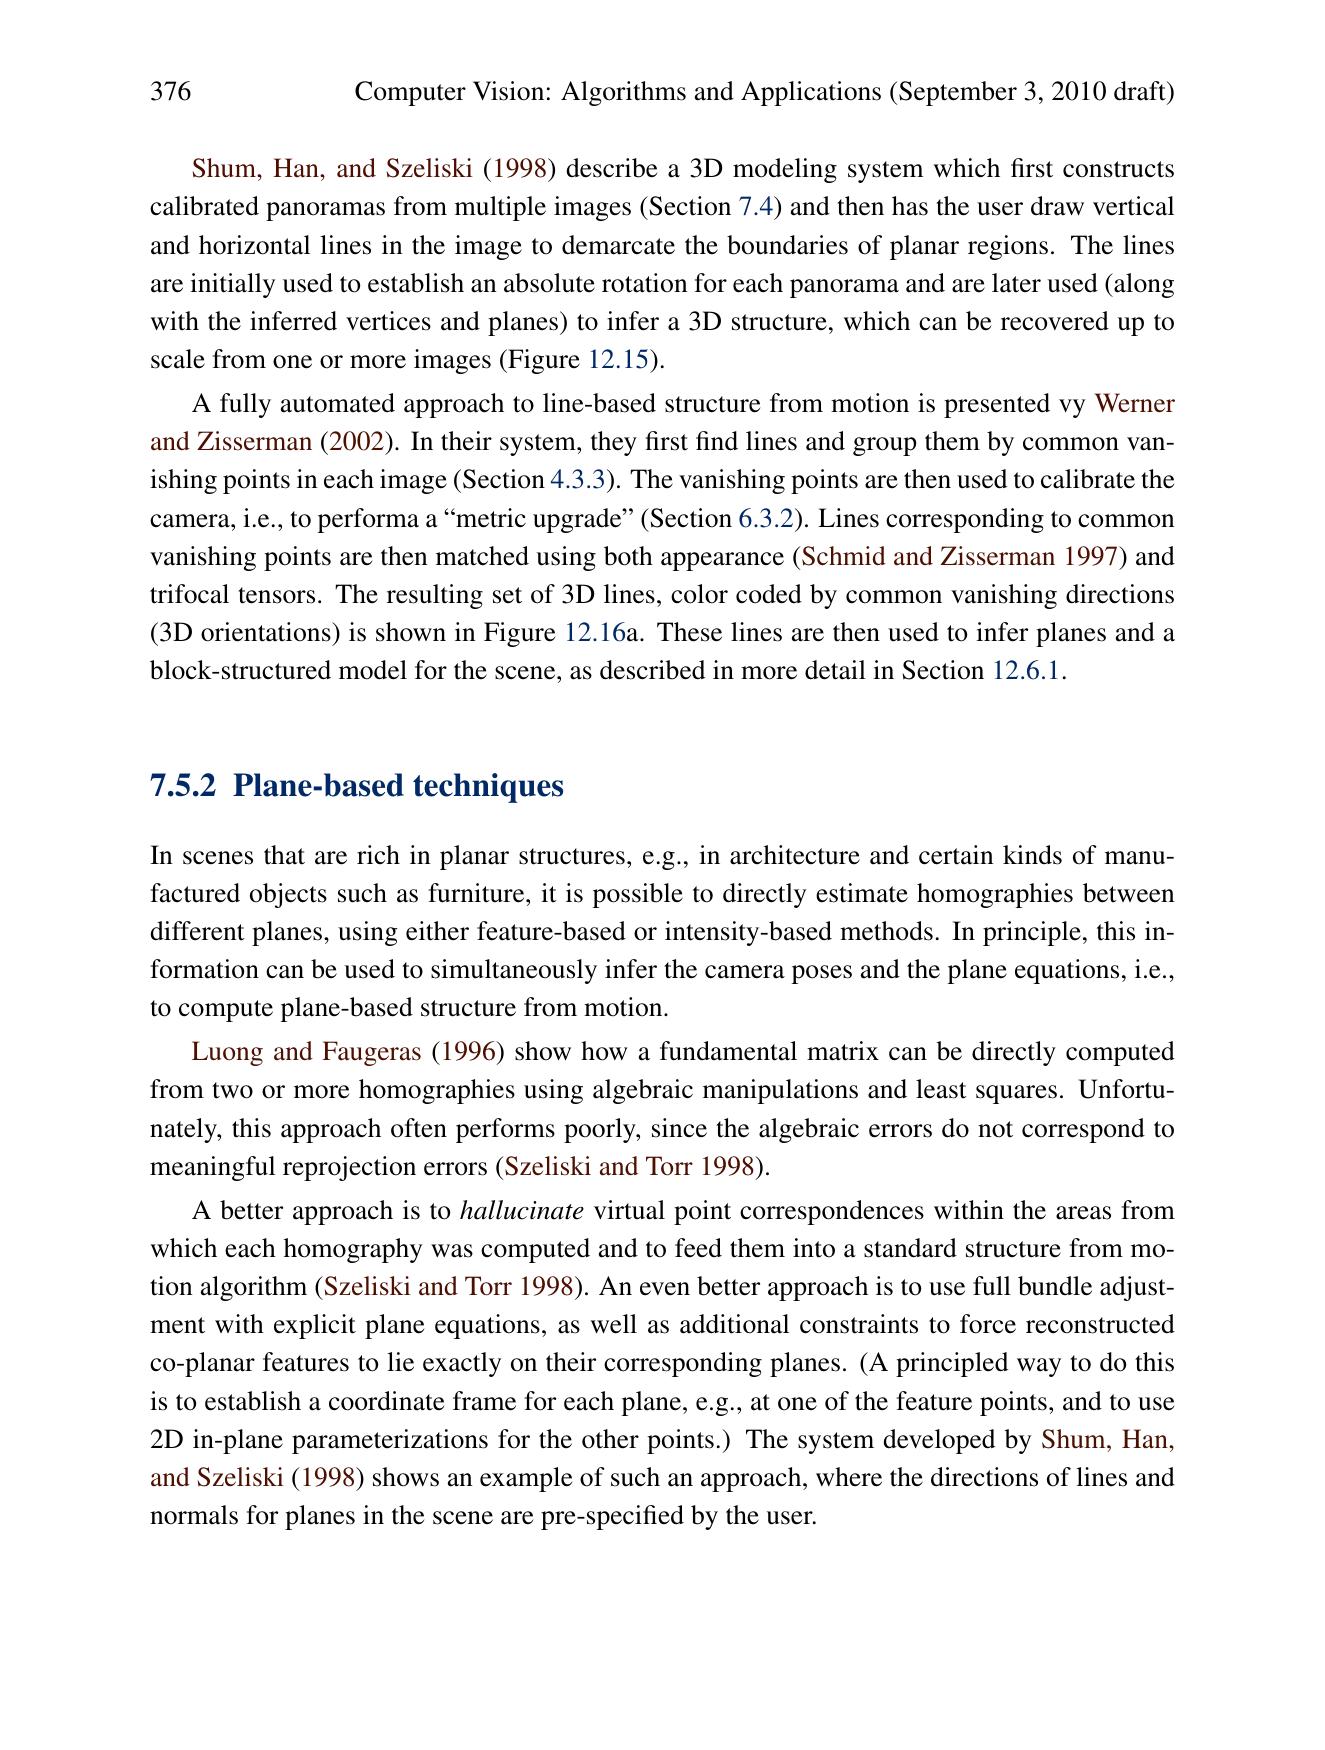 376 Computer Vision: Algorithms and Applications (September 3, 2010 draft)
Shum, Han, and Szeliski (1998) describe a 3D modeling system which first constructs
calibrated panoramas from multiple images (Section 7.4) and then has the user draw vertical
and horizontal lines in the image to demarcate the boundaries of planar regions. The lines
are initially used to establish an absolute rotation for each panorama and are later used (along
with the inferred vertices and planes) to infer a 3D structure, which can be recovered up to
scale from one or more images (Figure 12.15).
A fully automated approach to line-based structure from motion is presented vy Werner
and Zisserman (2002). In their system, they first find lines and group them by common van-
ishing points in each image (Section 4.3.3). The vanishing points are then used to calibrate the
camera, i.e., to performa a “metric upgrade” (Section 6.3.2). Lines corresponding to common
vanishing points are then matched using both appearance (Schmid and Zisserman 1997) and
trifocal tensors. The resulting set of 3D lines, color coded by common vanishing directions
(3D orientations) is shown in Figure 12.16a. These lines are then used to infer planes and a
block-structured model for the scene, as described in more detail in Section 12.6.1.
7.5.2 Plane-based techniques
In scenes that are rich in planar structures, e.g., in architecture and certain kinds of manu-
factured objects such as furniture, it is possible to directly estimate homographies between
different planes, using either feature-based or intensity-based methods. In principle, this in-
formation can be used to simultaneously infer the camera poses and the plane equations, i.e.,
to compute plane-based structure from motion.
Luong and Faugeras (1996) show how a fundamental matrix can be directly computed
from two or more homographies using algebraic manipulations and least squares. Unfortu-
nately, this approach often performs poorly, since the algebraic errors do not correspond to
meaningful reprojection errors (Szeliski and Torr 1998).
A better approach is to hallucinate virtual point correspondences within the areas from
which each homography was computed and to feed them into a standard structure from mo-
tion algorithm (Szeliski and Torr 1998). An even better approach is to use full bundle adjust-
ment with explicit plane equations, as well as additional constraints to force reconstructed
co-planar features to lie exactly on their corresponding planes. (A principled way to do this
is to establish a coordinate frame for each plane, e.g., at one of the feature points, and to use
2D in-plane parameterizations for the other points.) The system developed by Shum, Han,
and Szeliski (1998) shows an example of such an approach, where the directions of lines and
normals for planes in the scene are pre-specified by the user.